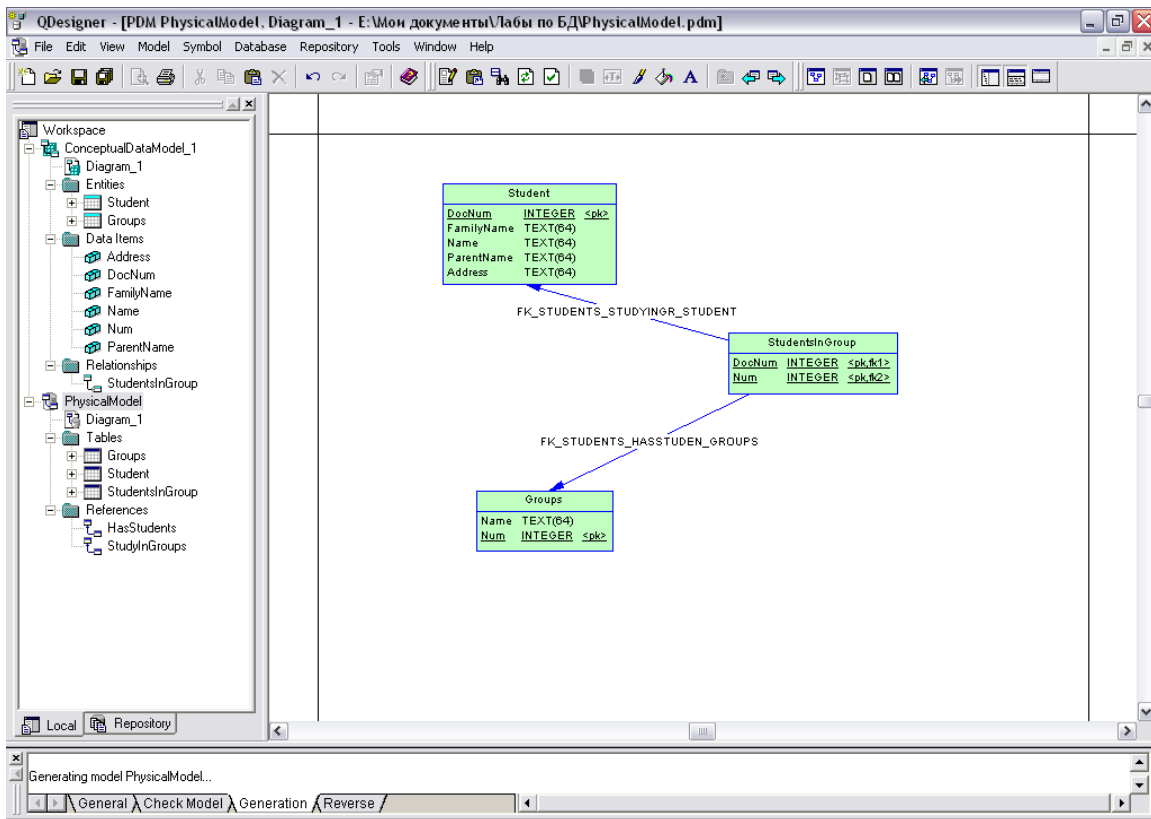 QDesigner - [PDM PhysicalModel, Diagram_1 - E:\Мои документы\Лабы по БД\PhysicalModel.pdm]
File Edit View Model Symbol Database Repository Tools Window Help
Workspace
ConceptualDataModel_1
Diagram_1
Entities
Student
Groups
Data Items
Address
DocNum
FamilyName
Name
Num
ParentName
Relationships
StudentsInGroup
PhysicalModel
Diagram_1
Tables
Groups
Student
StudentsInGroup
References
HasStudents
StudyInGroups
Local Repository
Student
DocNum INTEGER <pk>
FamilyName TEXT(64)
Name TEXT(64)
ParentName TEXT(64)
Address TEXT(64)
FK_STUDENTS_STUDYINGR_STUDENT
StudentsInGroup
DocNum INTEGER <pk,fk1>
Num INTEGER <pk,fk2>
FK_STUDENTS_HASSTUDEN_GROUPS
Groups
Name TEXT(64)
Num INTEGER <pk>
Generating model PhysicalModel...
General Check Model Generation Reverse